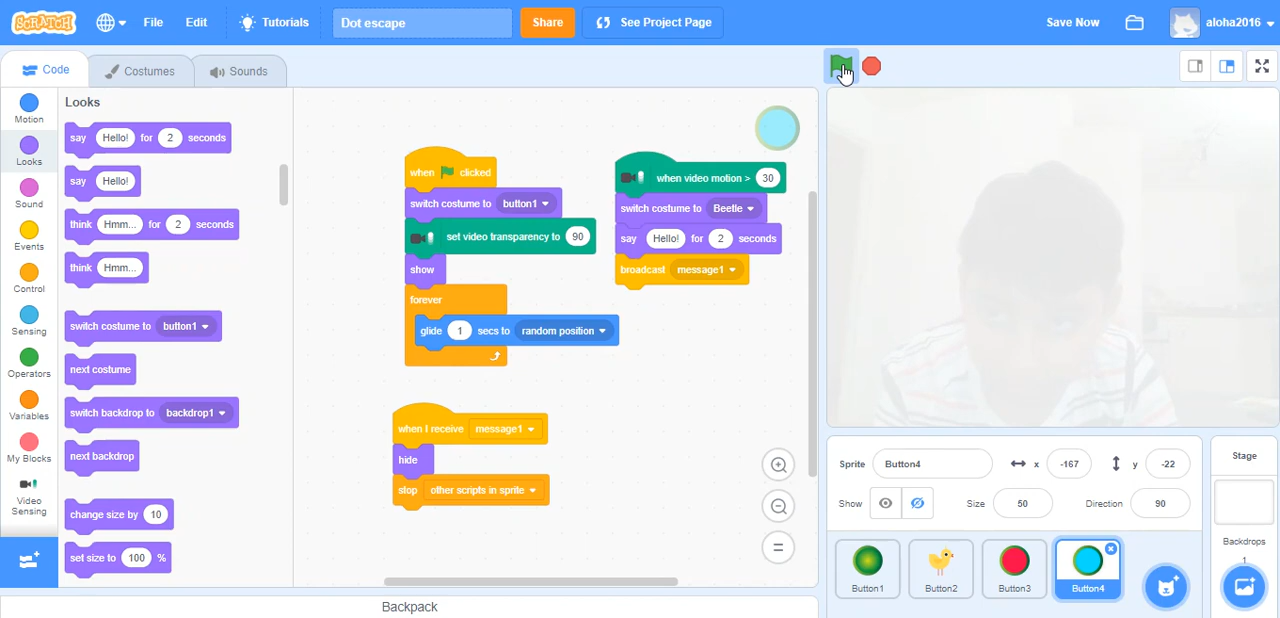 SCRATCH File Edit Tutorials Dot escape Share See Project Page Save Now aloha2016
Code Costumes Sounds
Motion
Looks
Sound
Events
Control
Sensing
Operators
Variables
My Blocks
Video
Sensing
Looks
say Hello! for 2 seconds
say Hello!
think Hmm... for 2 seconds
think Hmm...
switch costume to button1
next costume
switch backdrop to backdrop1
next backdrop
change size by 10
set size to 100 %
when clicked
switch costume to button1
set video transparency to 90
show
forever
glide 1 secs to random position
when I receive message1
hide
stop other scripts in sprite
when video motion > 30
switch costume to Beetle
say Hello! for 2 seconds
broadcast message1
Backpack
Sprite Button4 x -167 y -22
Show Size 50 Direction 90
Button1 Button2 Button3 Button4
Stage
Backdrops
1